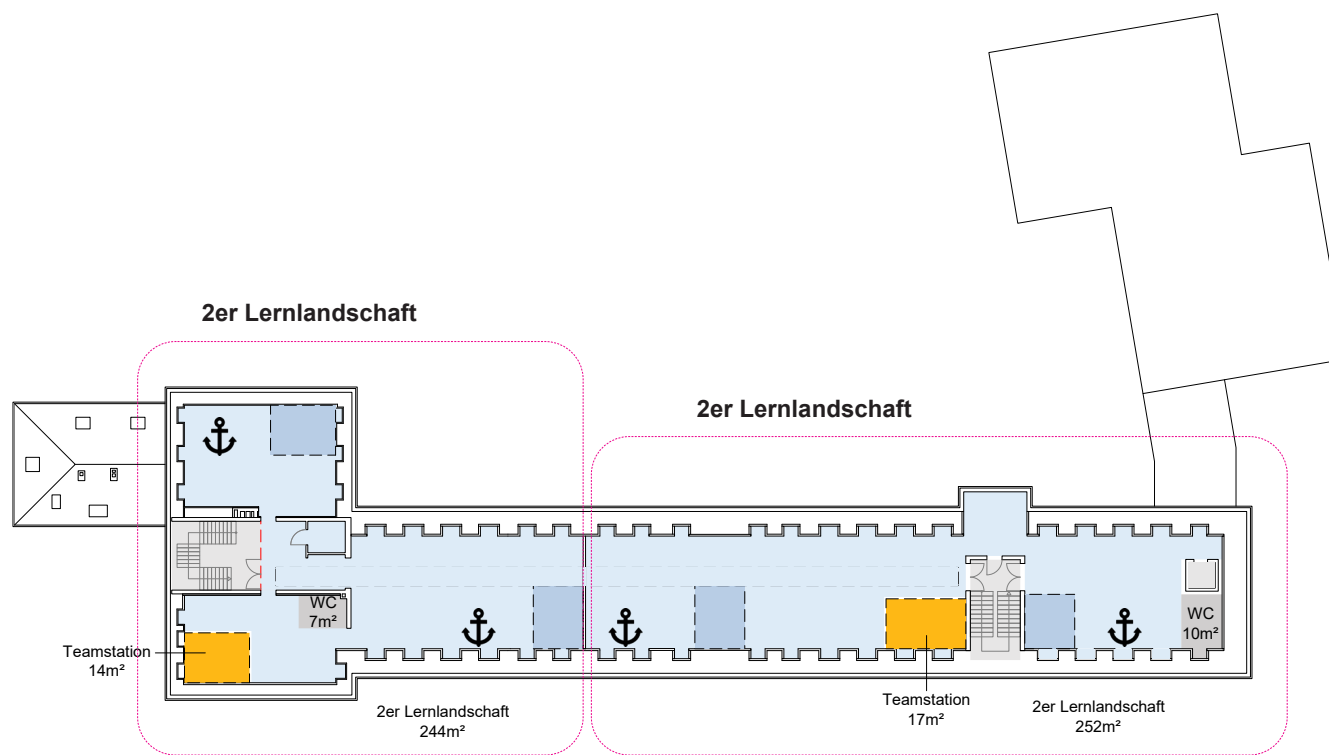 2er Lernlandschaft
2er Lernlandschaft
WC
7m²
WC
10m²
Teamstation
14m²
Teamstation
17m²
2er Lernlandschaft
244m²
2er Lernlandschaft
252m²